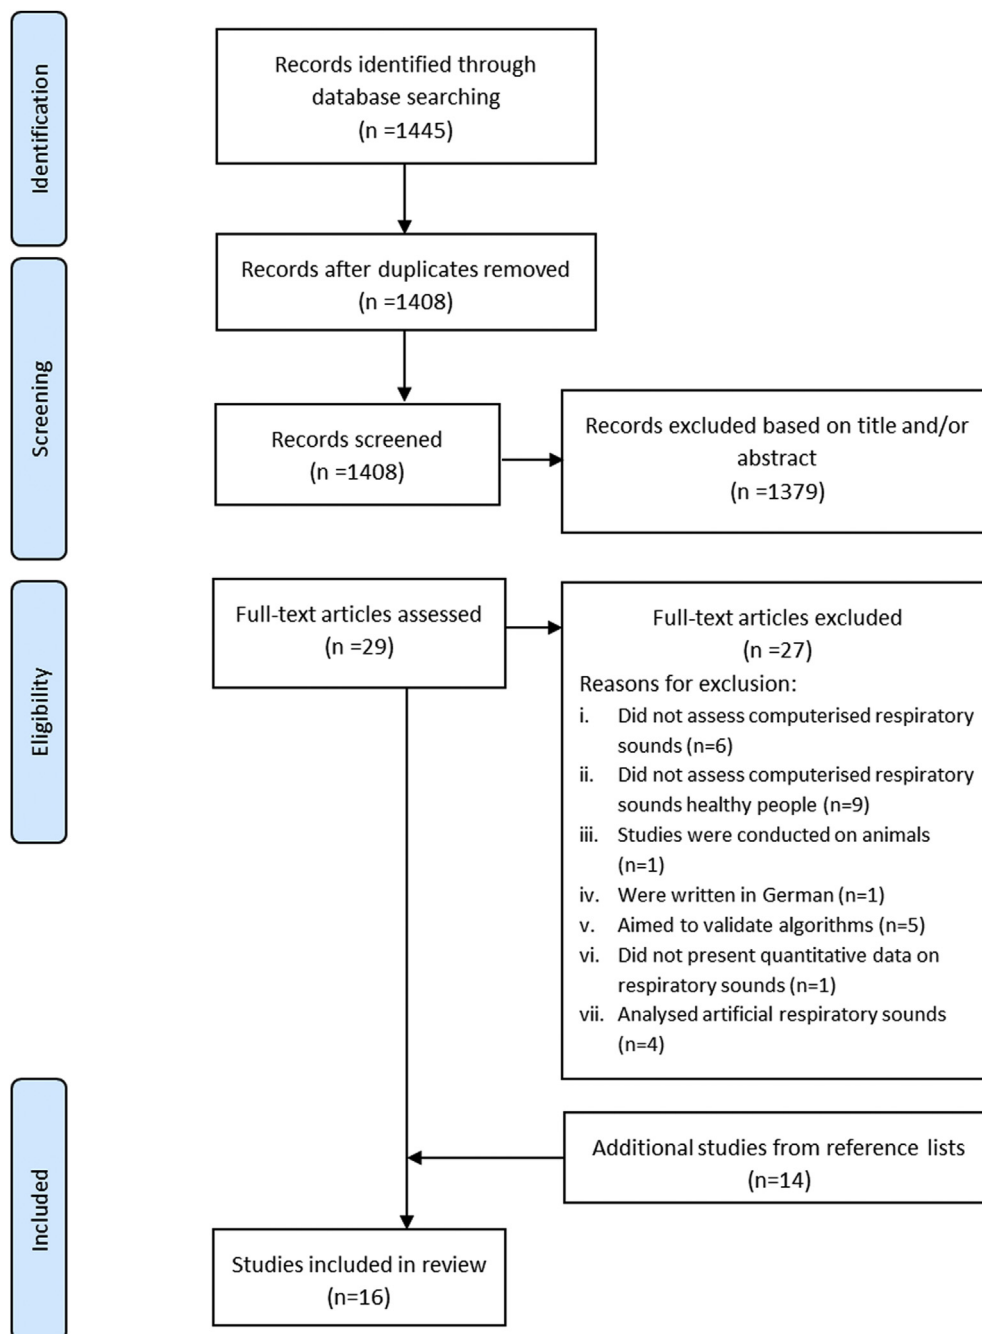 Identification
Records identified through
database searching
(n =1445)
Records after duplicates removed
(n =1408)
Screening
Records screened
(n =1408)
Records excluded based on title and/or
abstract
(n =1379)
Eligibility
Full-text articles assessed
(n =29)
Full-text articles excluded
(n =27)
Reasons for exclusion:
i. Did not assess computerised respiratory
sounds (n=6)
ii. Did not assess computerised respiratory
sounds healthy people (n=9)
iii. Studies were conducted on animals
(n=1)
iv. Were written in German (n=1)
v. Aimed to validate algorithms (n=5)
vi. Did not present quantitative data on
respiratory sounds (n=1)
vii. Analysed artificial respiratory sounds
(n=4)
Included
Additional studies from reference lists
(n=14)
Studies included in review
(n=16)